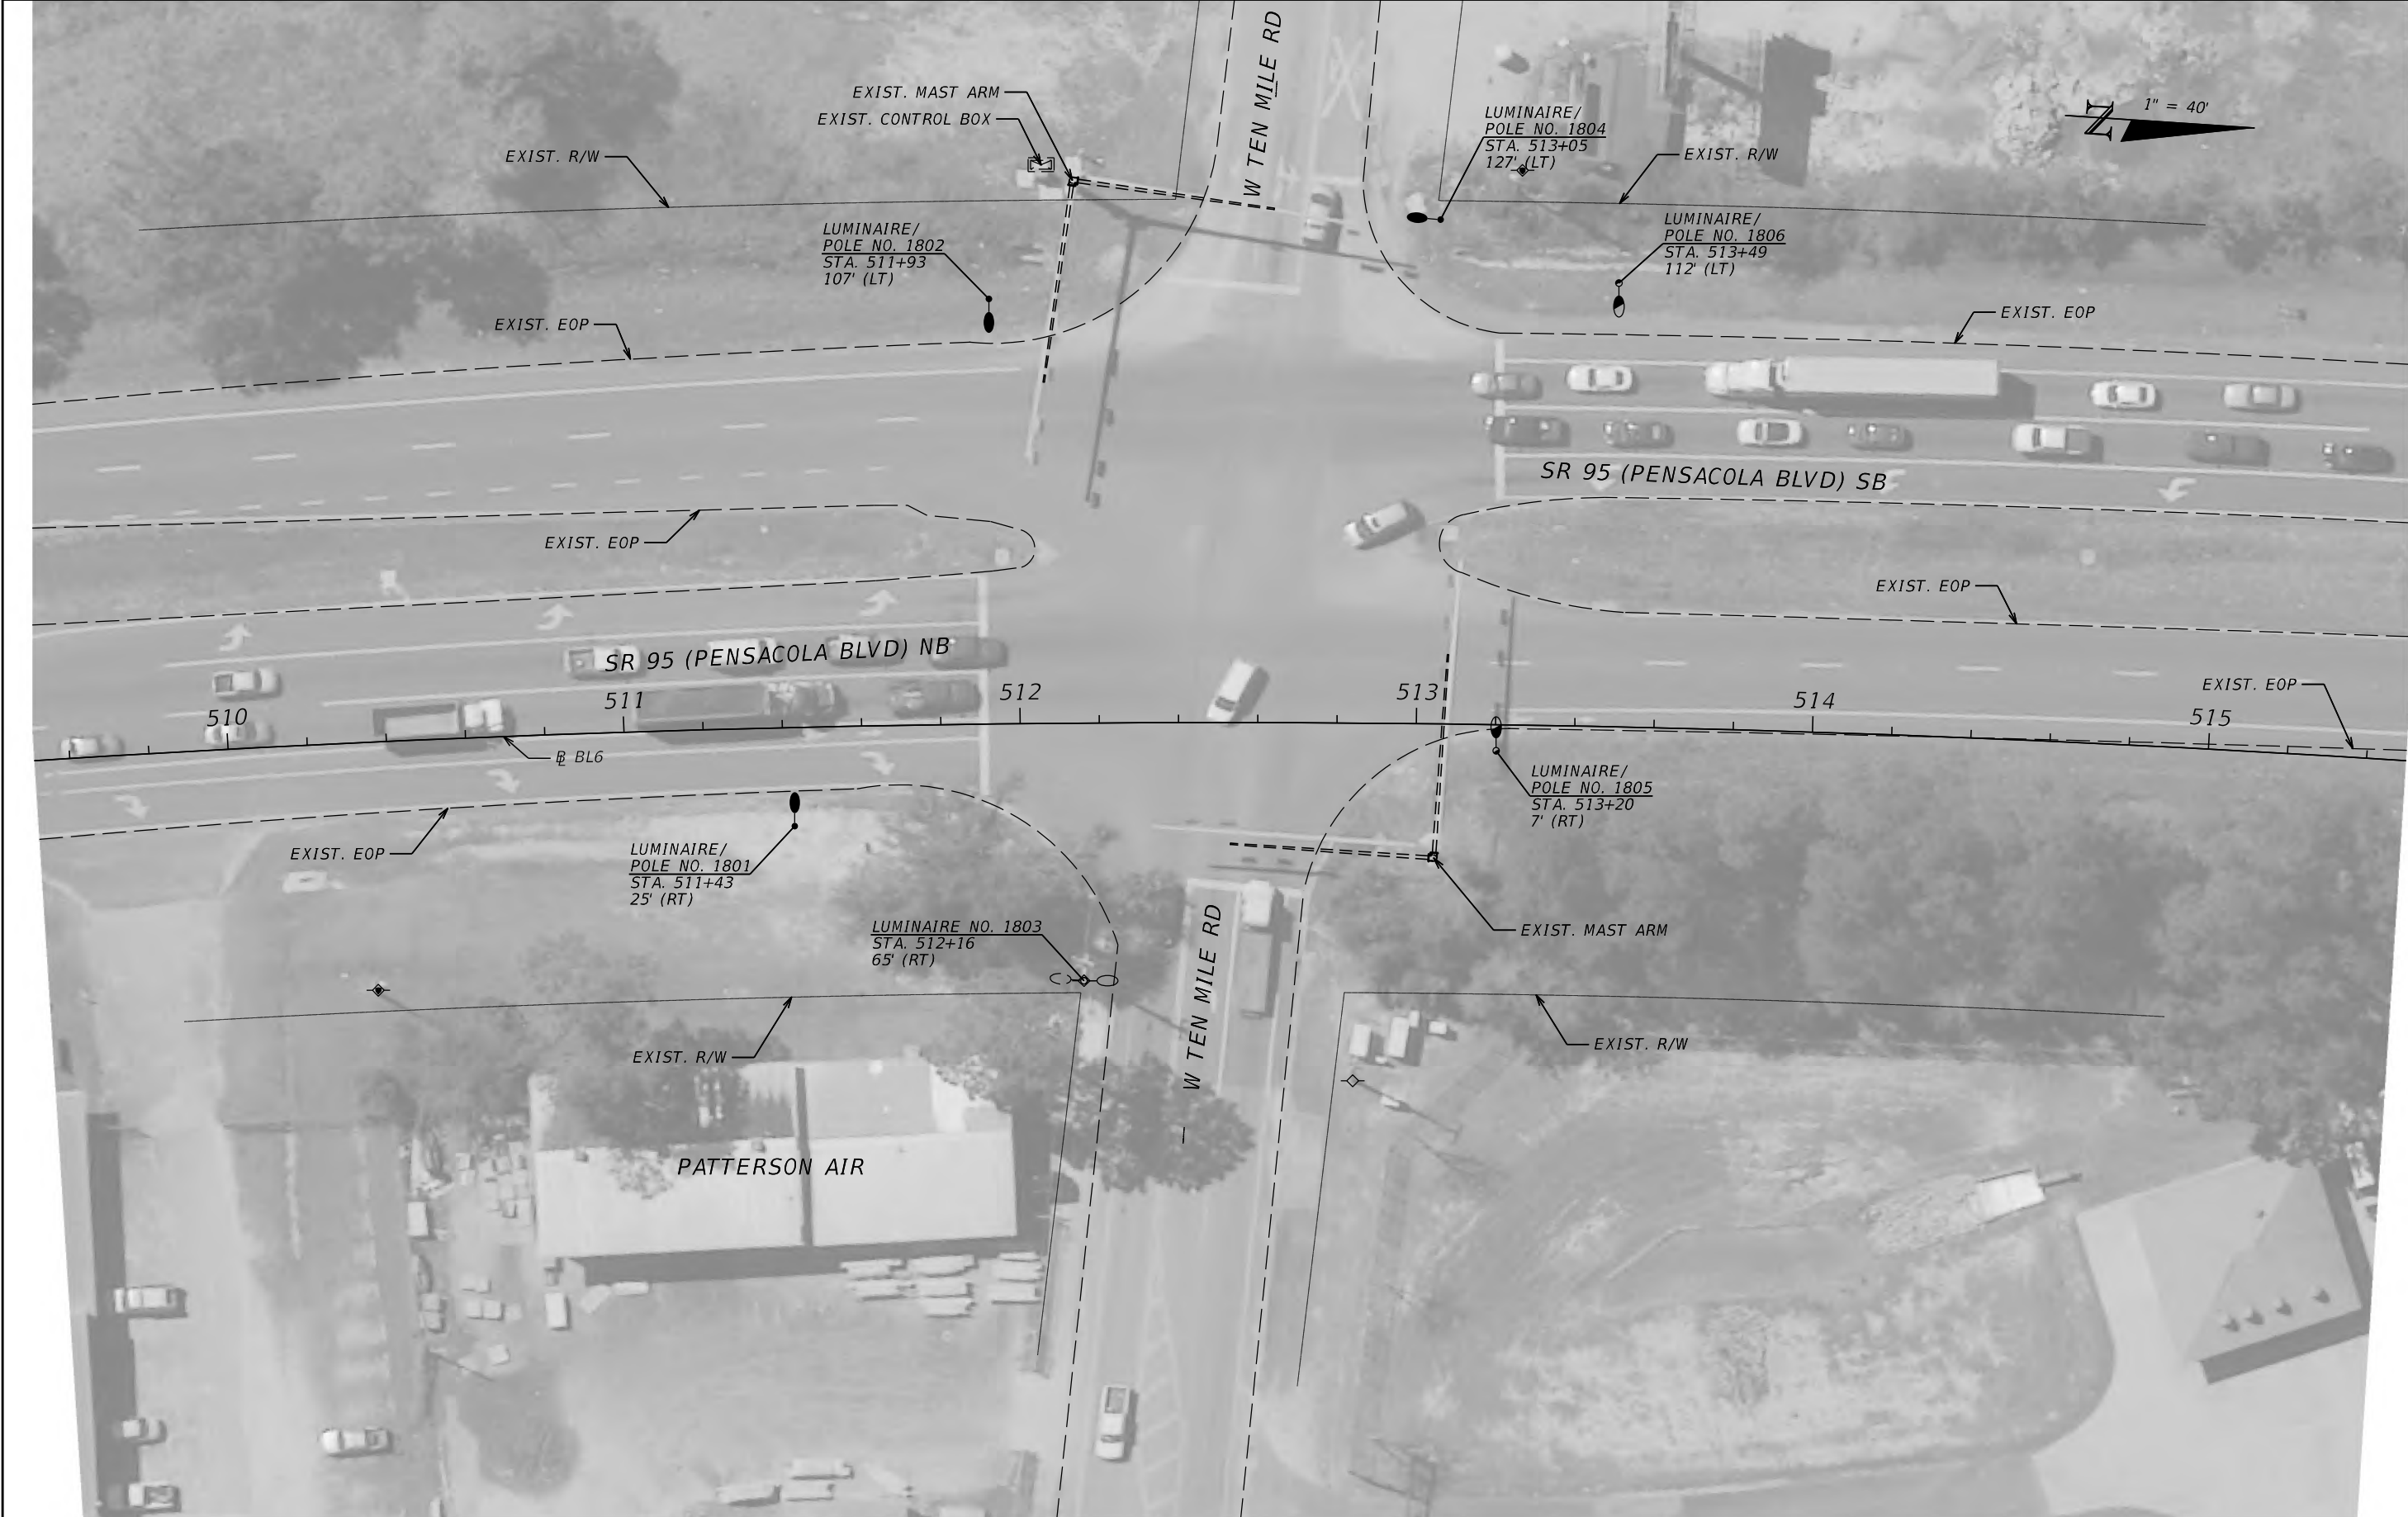 W TEN MILE RD
EXIST. MAST ARM
EXIST. CONTROL BOX
LUMINAIRE/
POLE NO. 1804
STA. 513+05
127' (LT)
N
1" = 40'
EXIST. R/W
EXIST. R/W
LUMINAIRE/
POLE NO. 1802
STA. 511+93
107' (LT)
LUMINAIRE/
POLE NO. 1806
STA. 513+49
112' (LT)
EXIST. EOP
EXIST. EOP
SR 95 (PENSACOLA BLVD) SB
EXIST. EOP
EXIST. EOP
SR 95 (PENSACOLA BLVD) NB
EXIST. EOP
510
511
512
513
514
515
BL BL6
LUMINAIRE/
POLE NO. 1805
STA. 513+20
7' (RT)
EXIST. EOP
LUMINAIRE/
POLE NO. 1801
STA. 511+43
25' (RT)
LUMINAIRE NO. 1803
STA. 512+16
65' (RT)
EXIST. MAST ARM
W TEN MILE RD
EXIST. R/W
EXIST. R/W
PATTERSON AIR